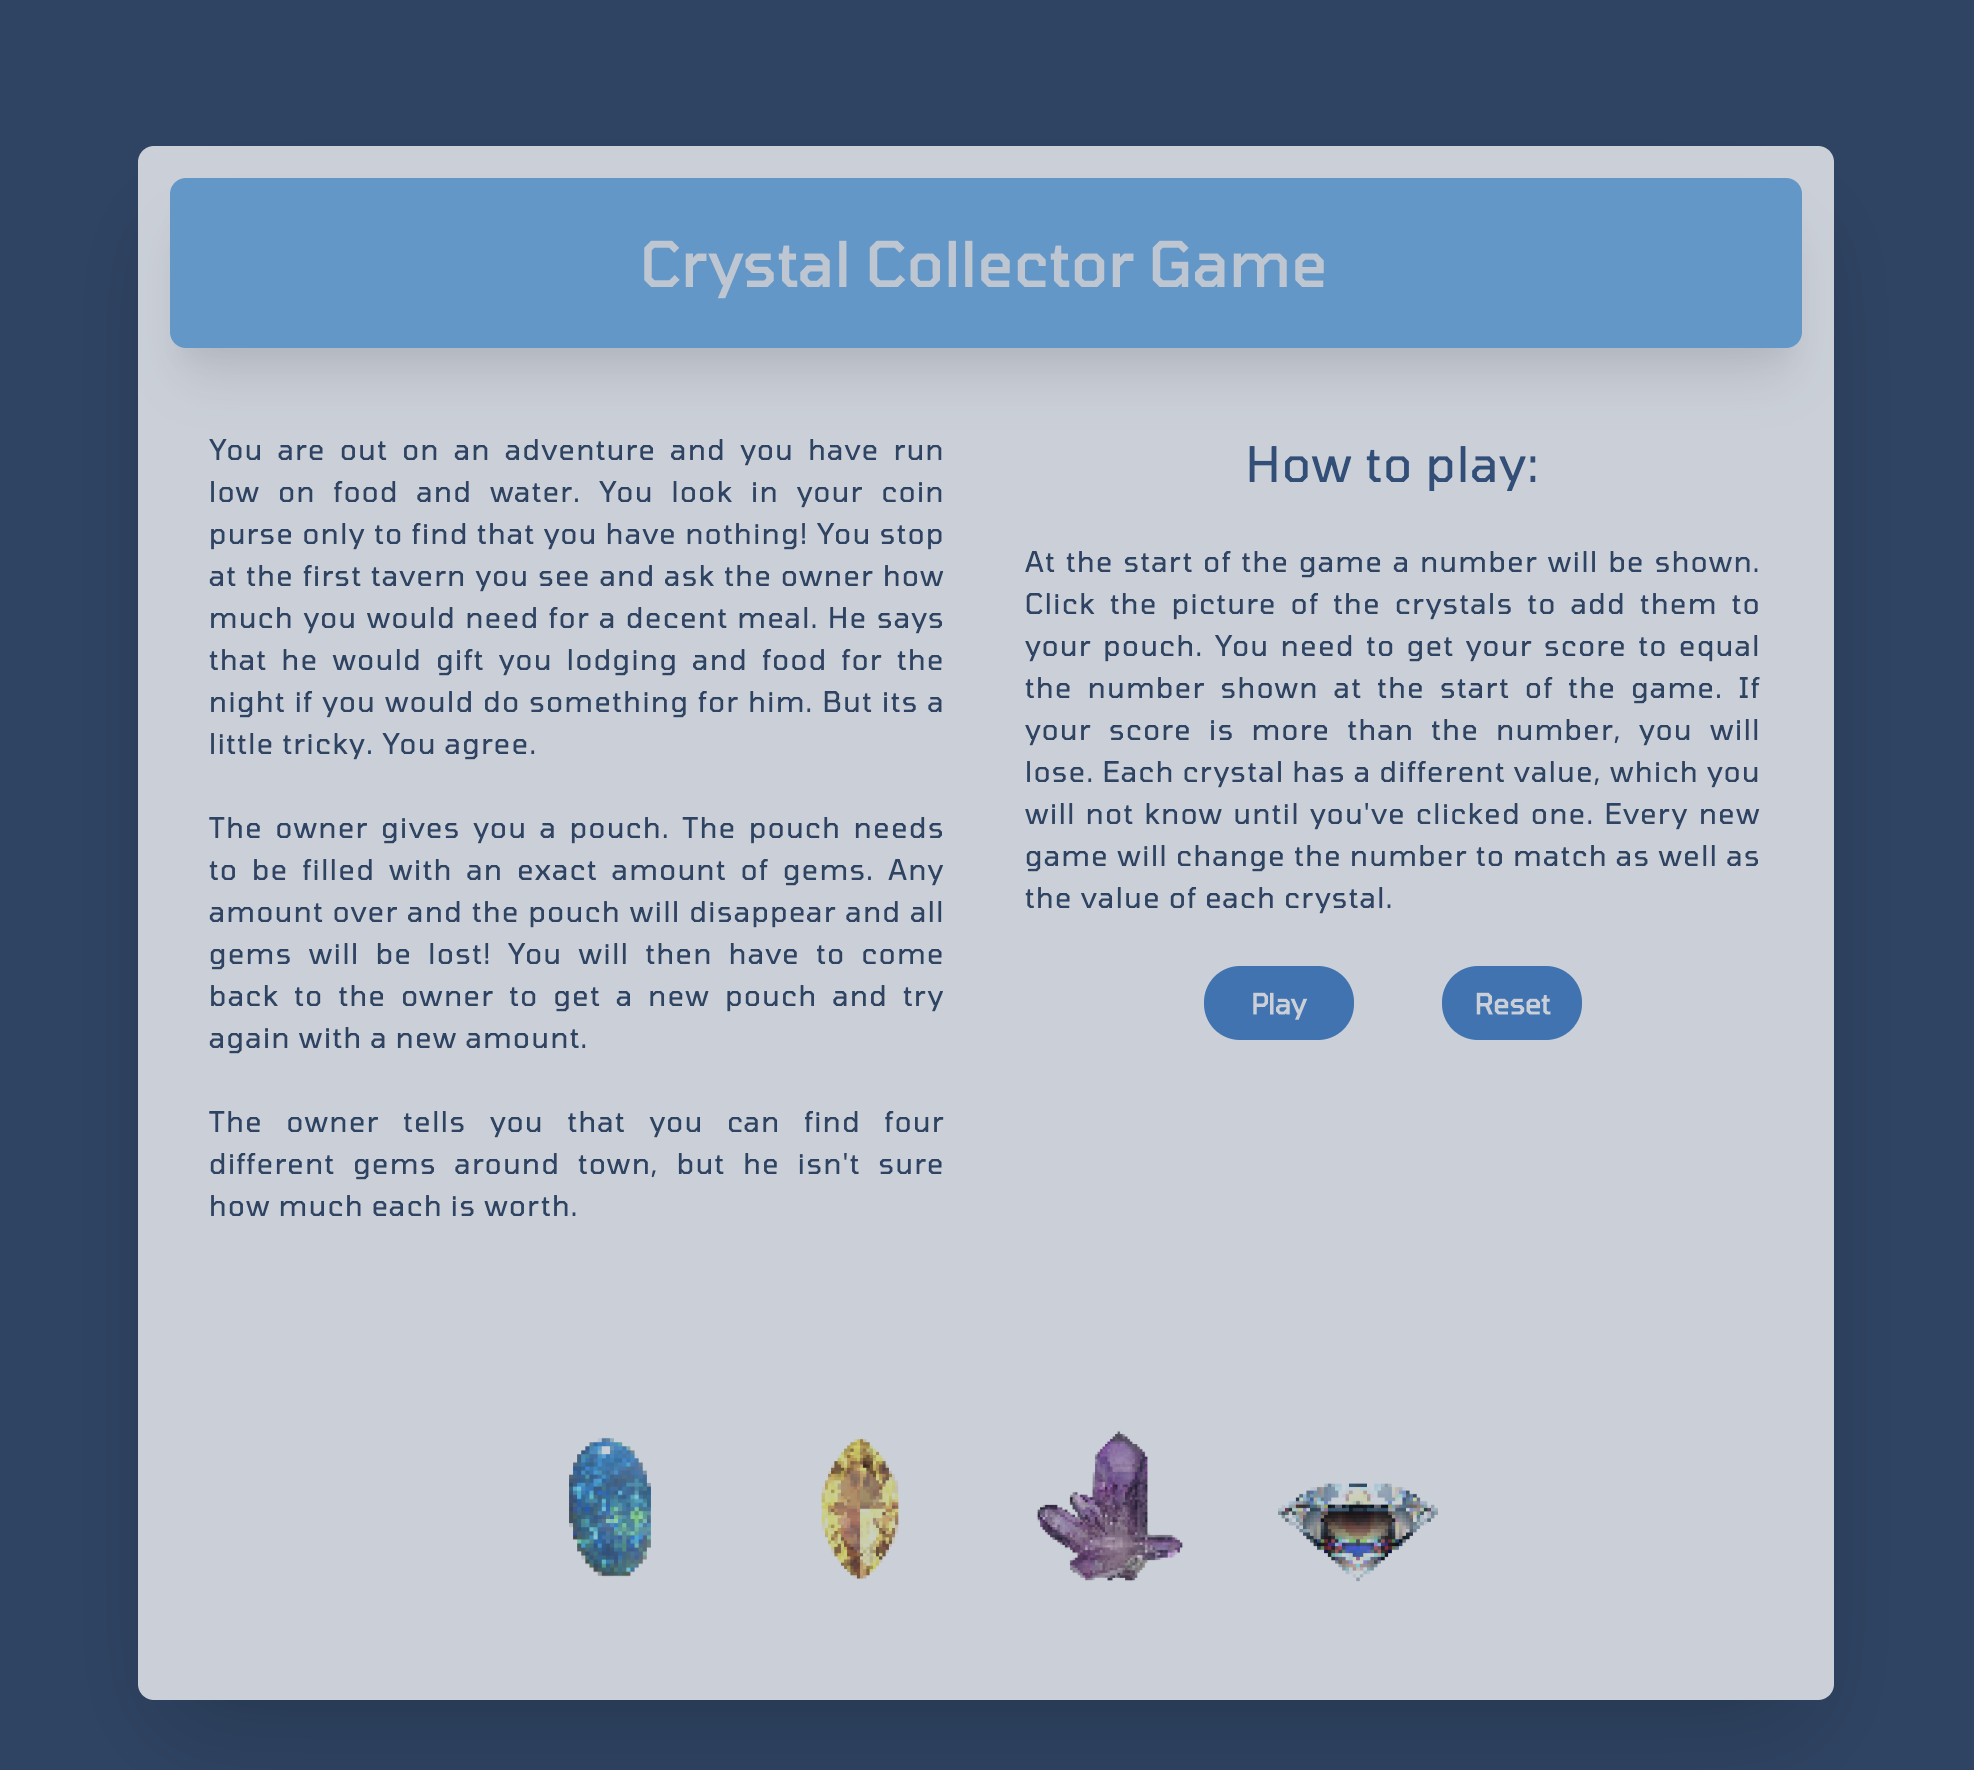 Crystal Collector Game
You are out on an adventure and you have run
low on food and water. You look in your coin
purse only to find that you have nothing! You stop
at the first tavern you see and ask the owner how
much you would need for a decent meal. He says
that he would gift you lodging and food for the
night if you would do something for him. But its a
little tricky. You agree.
The owner gives you a pouch. The pouch needs
to be filled with an exact amount of gems. Any
amount over and the pouch will disappear and all
gems will be lost! You will then have to come
back to the owner to get a new pouch and try
again with a new amount.
The owner tells you that you can find four
different gems around town, but he isn't sure
how much each is worth.
How to play:
At the start of the game a number will be shown.
Click the picture of the crystals to add them to
your pouch. You need to get your score to equal
the number shown at the start of the game. If
your score is more than the number, you will
lose. Each crystal has a different value, which you
will not know until you've clicked one. Every new
game will change the number to match as well as
the value of each crystal.
Play
Reset